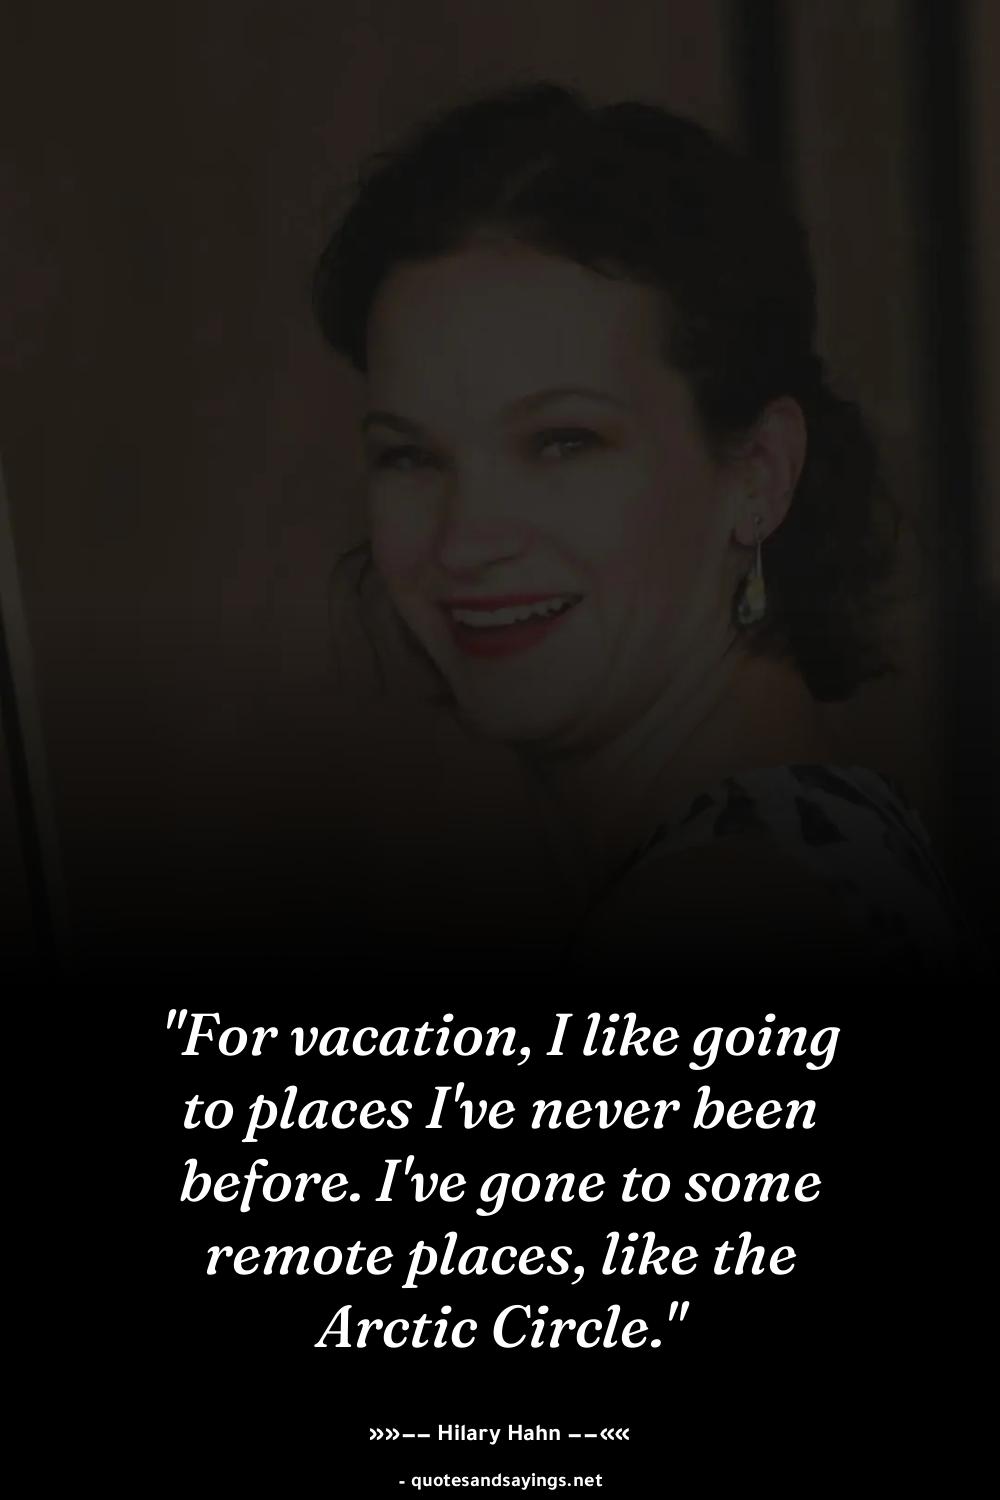 "For vacation, I like going
to places I've never been
before. I've gone to some
remote places, like the
Arctic Circle."
»»−− Hilary Hahn −−««
- quotesandsayings.net